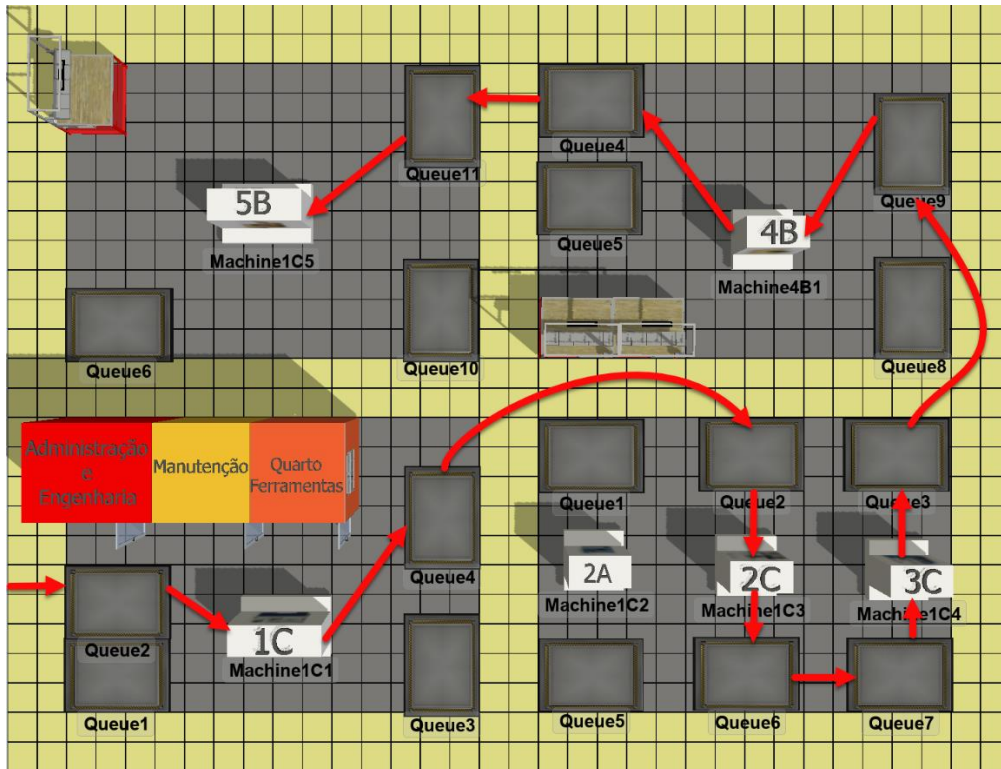 Queue11
Queue4
Queue9
5B
Queue5
4B
Machine1C5
Machine4B1
Queue6
Queue10
Queue8
Administração
e
Engenharia
Manutenção
Quarto
Ferramentas
Queue1
Queue2
Queue3
Queue4
2A
2C
3C
Machine1C2
Machine1C3
Machine1C4
Queue2
1C
Machine1C1
Queue1
Queue3
Queue5
Queue6
Queue7